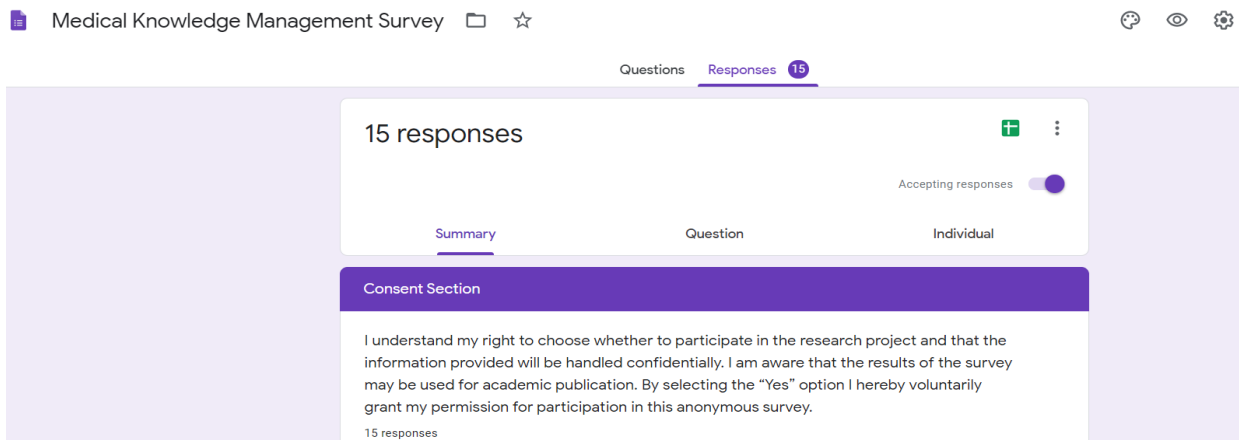 Medical Knowledge Management Survey
Questions Responses 15
15 responses
Accepting responses
Summary Question Individual
Consent Section
I understand my right to choose whether to participate in the research project and that the
information provided will be handled confidentially. I am aware that the results of the survey
may be used for academic publication. By selecting the “Yes” option I hereby voluntarily
grant my permission for participation in this anonymous survey.
15 responses